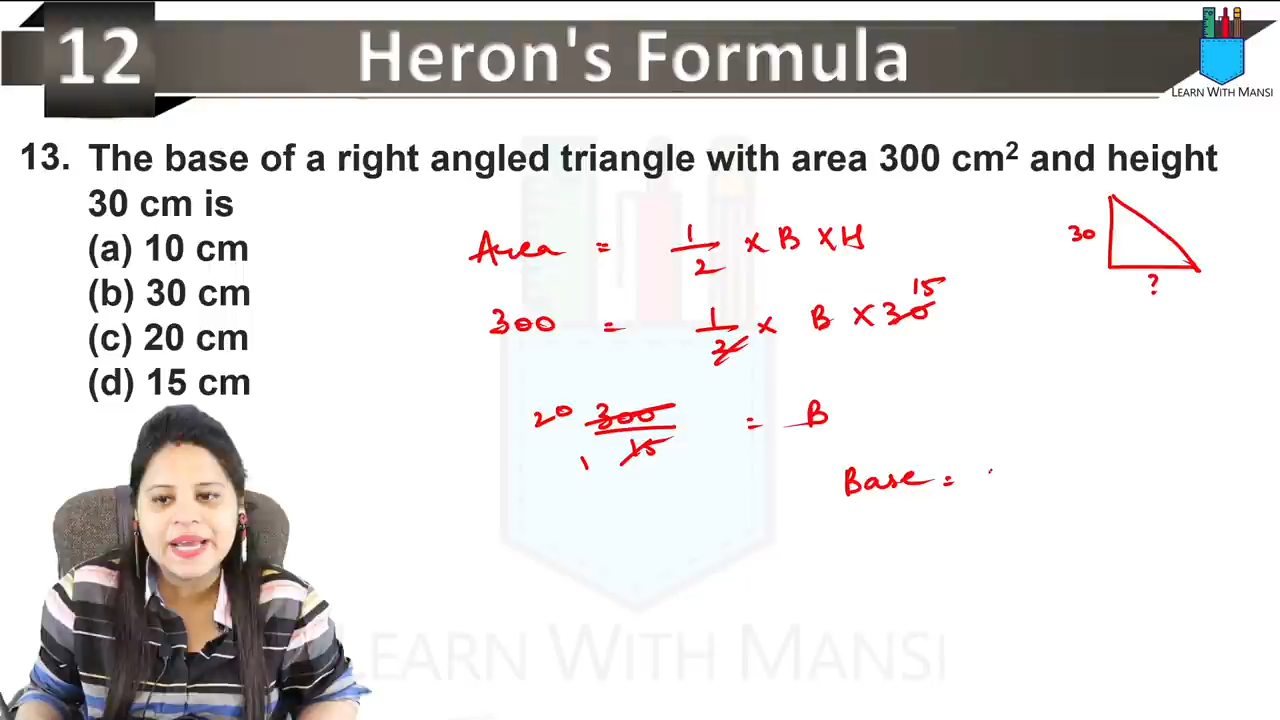 12 Heron's Formula
LEARN WITH MANSI
13. The base of a right angled triangle with area 300 cm² and height
30 cm is
(a) 10 cm
(b) 30 cm
(c) 20 cm
(d) 15 cm
Area = 1/2 × B × H
30
?
15
300 = 1/2 × B × 30
20 300/15 = B
1
Base =
LEARN WITH MANSI